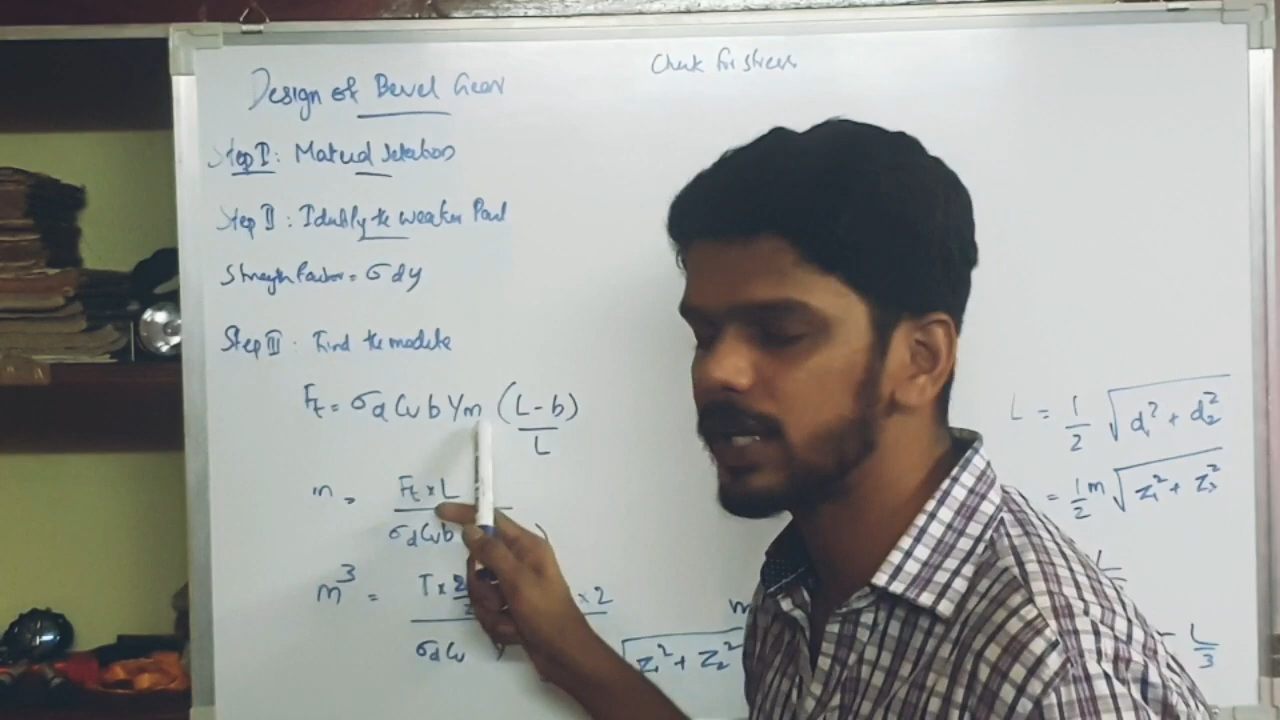 Check for stress
Design of Bevel Gear
Step I: Material Selection
Step II: Identify the weaker Part
Strength Factor = σdy
Step III: Find the module
Ft = σd Cv b Y m (L - b)
L
m = Ft × L
σd Cv b )
m³ = T × 2 × 2
σd Cv )
√Z₁² + Z₂²
m
L = 1/2 √d₁² + d₂²
= 1/2 m √Z₁² + Z₂²
L/3